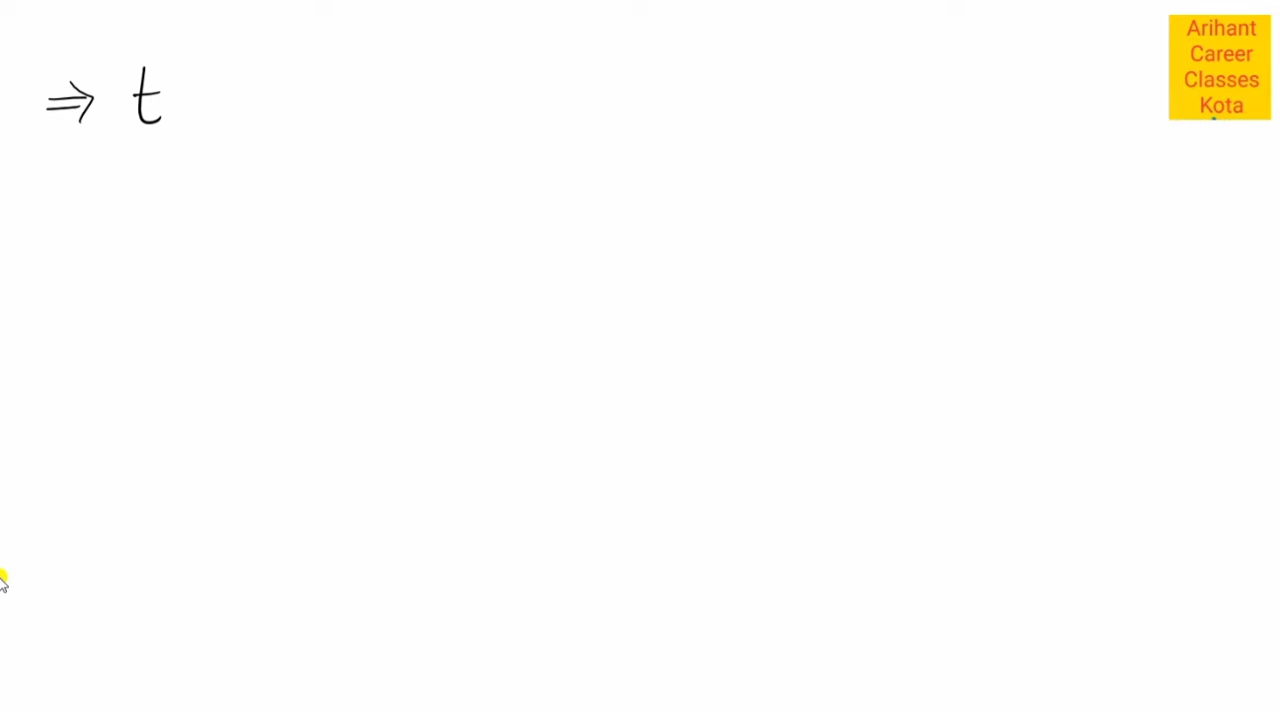 ⇒ t
Arihant
Career
Classes
Kota